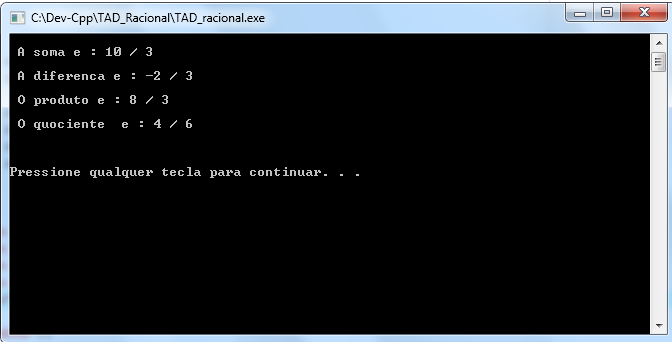 C:\Dev-Cpp\TAD_Racional\TAD_racional.exe
A soma e : 10 / 3
A diferenca e : -2 / 3
O produto e : 8 / 3
O quociente  e : 4 / 6
Pressione qualquer tecla para continuar. . .